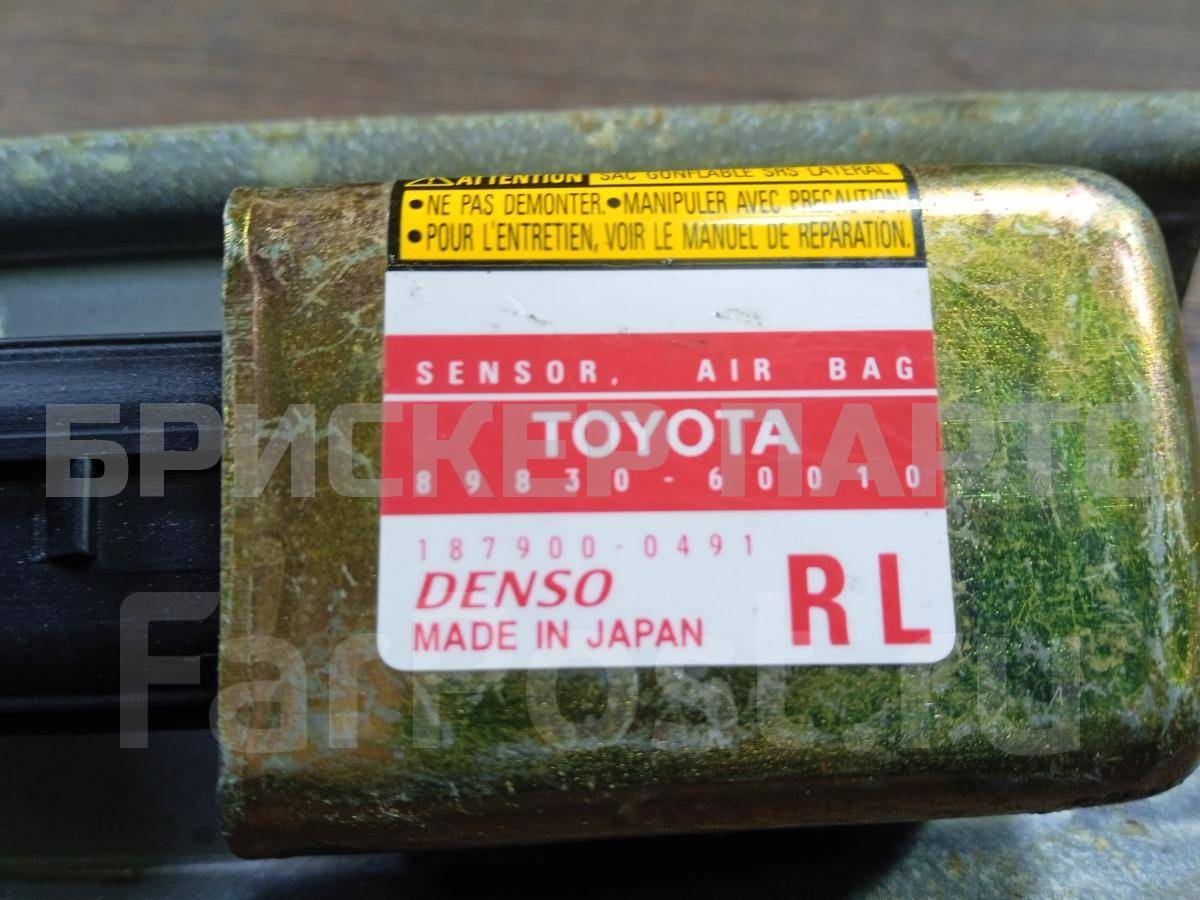 ATTENTION SAC GONFLABLE SRS LATERAL
• NE PAS DEMONTER. • MANIPULER AVEC PRECAUTION
• POUR L'ENTRETIEN, VOIR LE MANUEL DE REPARATION.
SENSOR, AIR BAG
TOYOTA
89830-60010
БРИСКЕР ПАРТС
187900-0491
DENSO
RL
MADE IN JAPAN
FarPost.ru